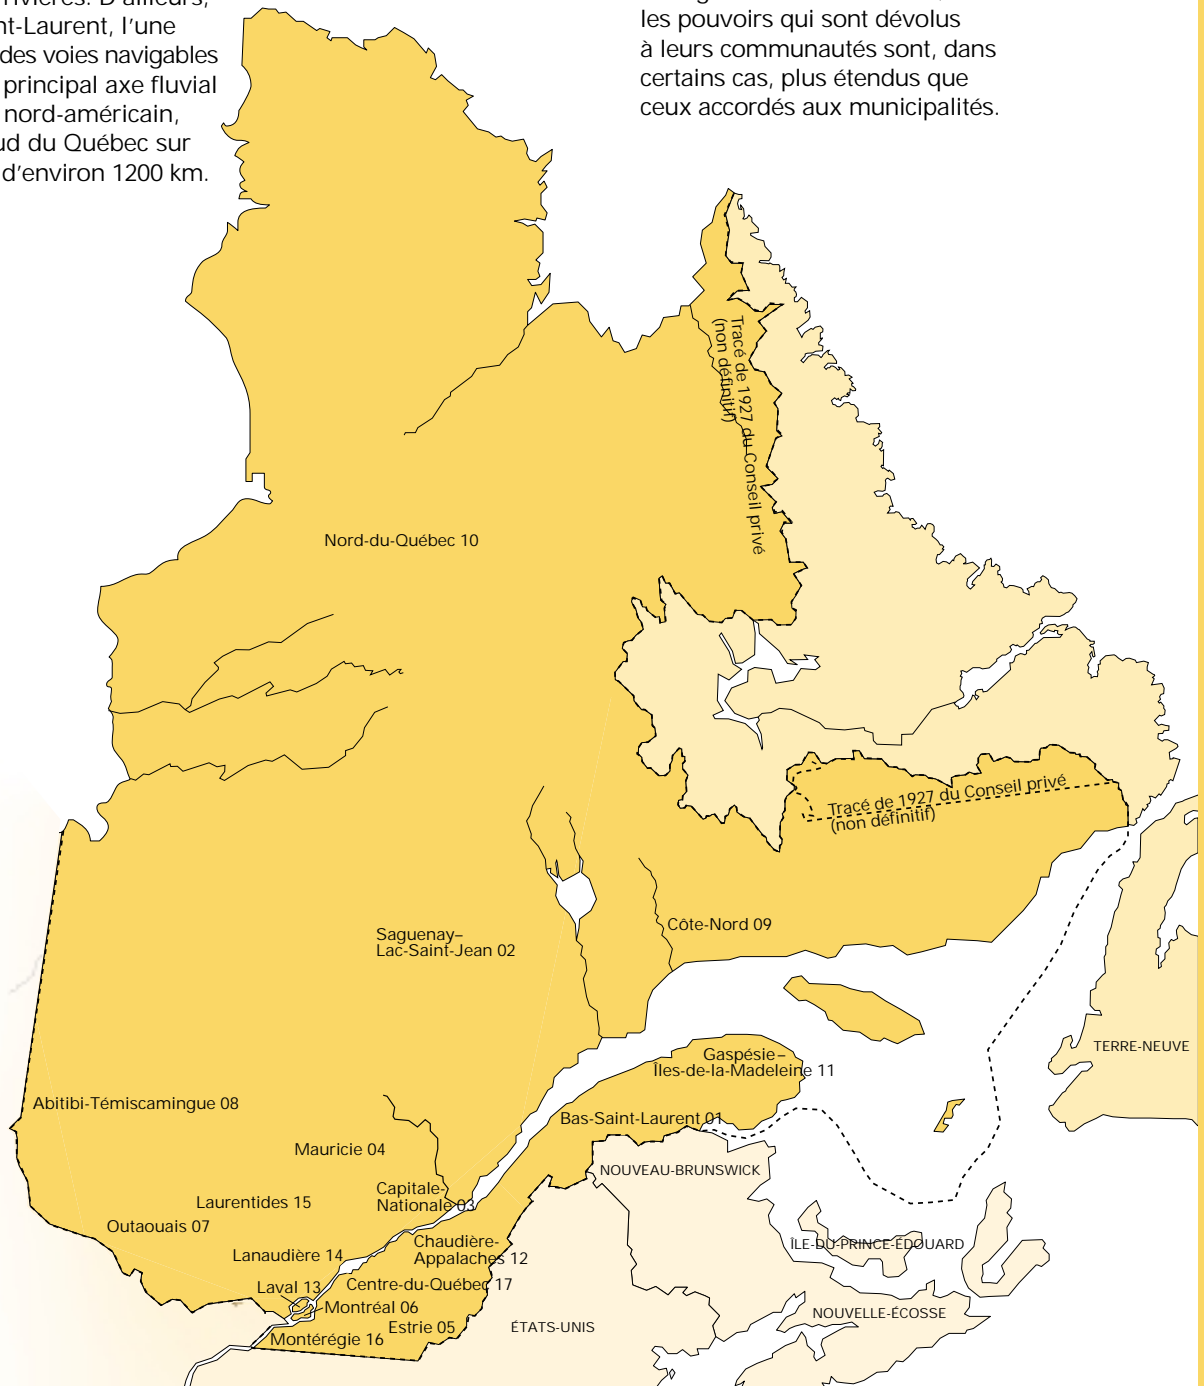 rivières. D'ailleurs,
nt-Laurent, l'une
des voies navigables
principal axe fluvial
nord-américain,
ud du Québec sur
d'environ 1200 km.
les pouvoirs qui sont dévolus
à leurs communautés sont, dans
certains cas, plus étendus que
ceux accordés aux municipalités.
Tracé de 1927 du Conseil privé
(non définitif)
Nord-du-Québec 10
Tracé de 1927 du Conseil privé
(non définitif)
Côte-Nord 09
Saguenay–
Lac-Saint-Jean 02
TERRE-NEUVE
Gaspésie–
Îles-de-la-Madeleine 11
Abitibi-Témiscamingue 08
Bas-Saint-Laurent 01
Mauricie 04
NOUVEAU-BRUNSWICK
Capitale-
Nationale 03
Laurentides 15
Outaouais 07
Chaudière-
Appalaches 12
ÎLE-DU-PRINCE-ÉDOUARD
Lanaudière 14
Laval 13
Centre-du-Québec 17
Montréal 06
NOUVELLE-ÉCOSSE
Estrie 05
ÉTATS-UNIS
Montérégie 16